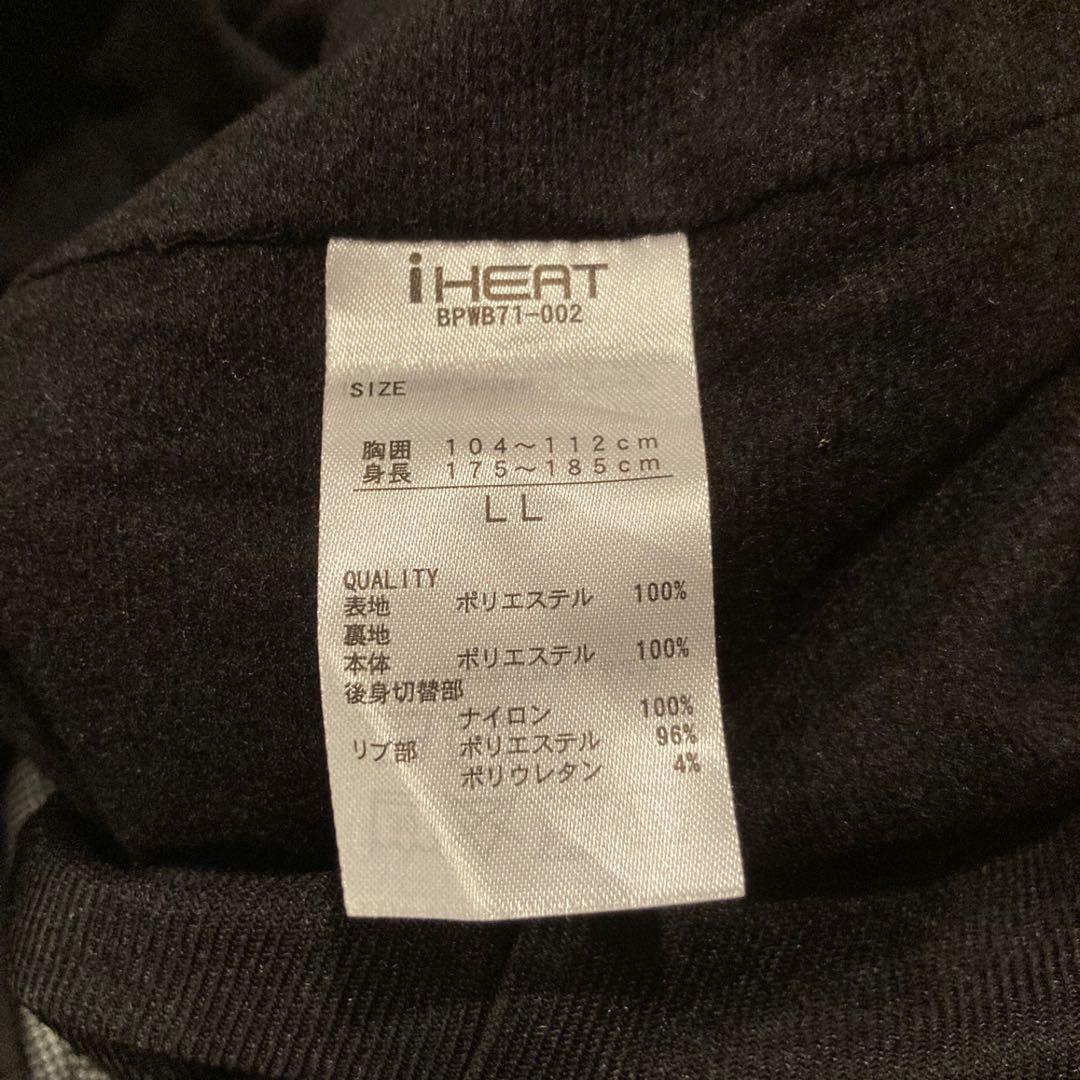 iHEAT
BPWB71-002
SIZE
胸囲 104～112cm
身長 175～185cm
LL
QUALITY
表地 ポリエステル 100%
裏地
本体 ポリエステル 100%
後身切替部
ナイロン 100%
リブ部 ポリエステル 96%
ポリウレタン 4%